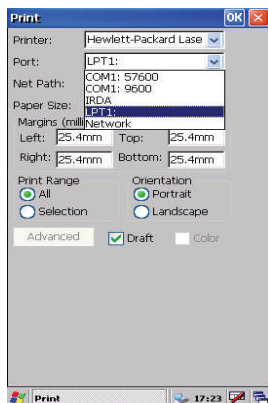 Print OK
Printer: Hewlett-Packard Lase
Port: LPT1:
COM1: 57600
Net Path: COM1: 9600
IRDA
Paper Size: LPT1:
Margins (milli Network
Left: 25.4mm Top: 25.4mm
Right: 25.4mm Bottom: 25.4mm
Print Range Orientation
All Portrait
Selection Landscape
Advanced Draft Color
Print 17:23